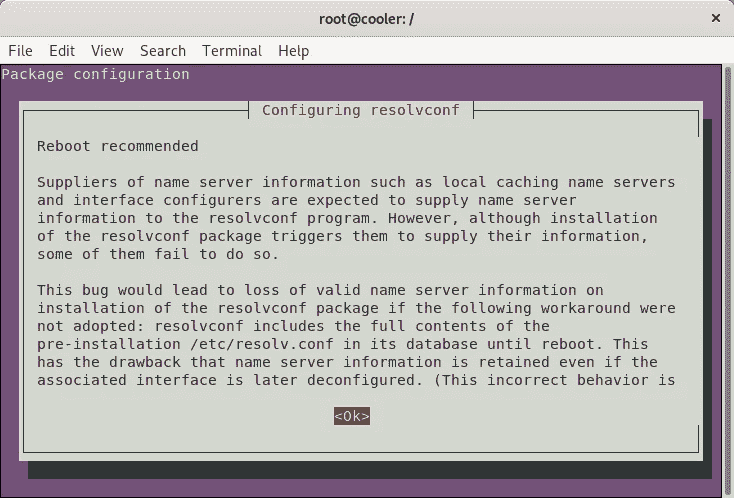 root@cooler: /
×
File Edit View Search Terminal Help
Package configuration
Configuring resolvconf
Reboot recommended
Suppliers of name server information such as local caching name servers
and interface configurers are expected to supply name server
information to the resolvconf program. However, although installation
of the resolvconf package triggers them to supply their information,
some of them fail to do so.
This bug would lead to loss of valid name server information on
installation of the resolvconf package if the following workaround were
not adopted: resolvconf includes the full contents of the
pre-installation /etc/resolv.conf in its database until reboot. This
has the drawback that name server information is retained even if the
associated interface is later deconfigured. (This incorrect behavior is
<Ok>